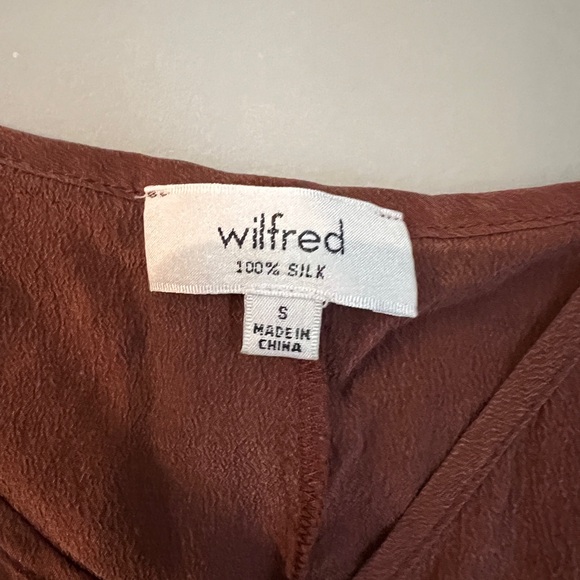 wilfred
100% SILK
S
MADE IN
CHINA